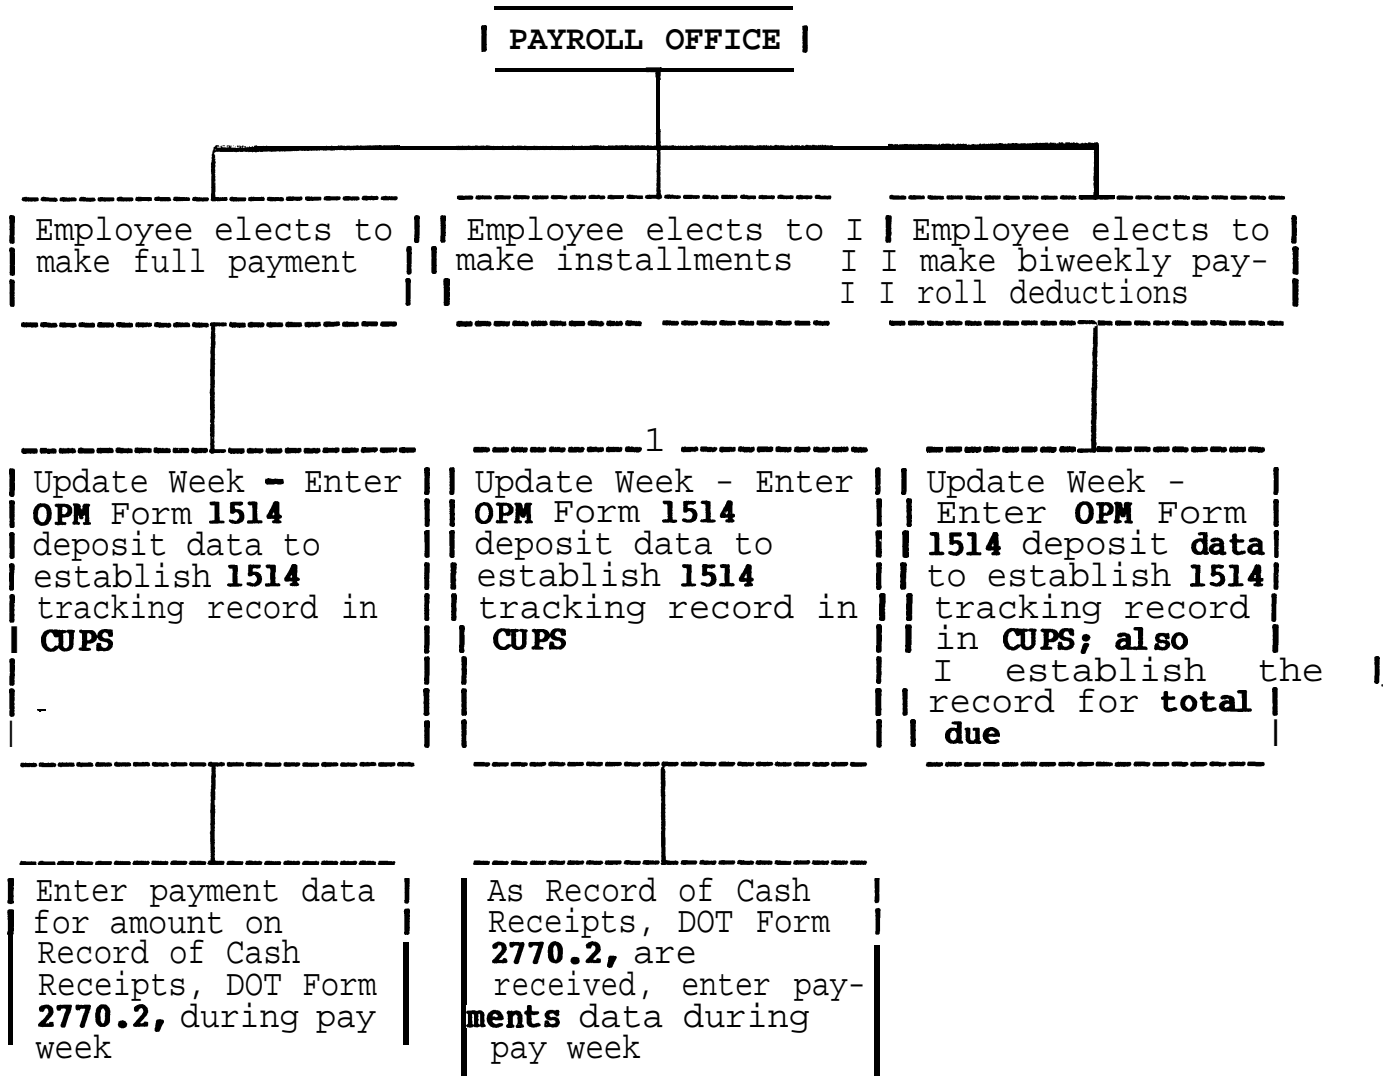 PAYROLL OFFICE
Employee elects to
make full payment
Employee elects to
make installments
Employee elects to
make biweekly pay-
roll deductions
Update Week - Enter
OPM Form 1514
deposit data to
establish 1514
tracking record in
CUPS
1
Update Week - Enter
OPM Form 1514
deposit data to
establish 1514
tracking record in
CUPS
Update Week -
Enter OPM Form
1514 deposit data
to establish 1514
tracking record
in CUPS; also
establish the
record for total
due
Enter payment data
for amount on
Record of Cash
Receipts, DOT Form
2770.2, during pay
week
As Record of Cash
Receipts, DOT Form
2770.2, are
received, enter pay-
ments data during
pay week